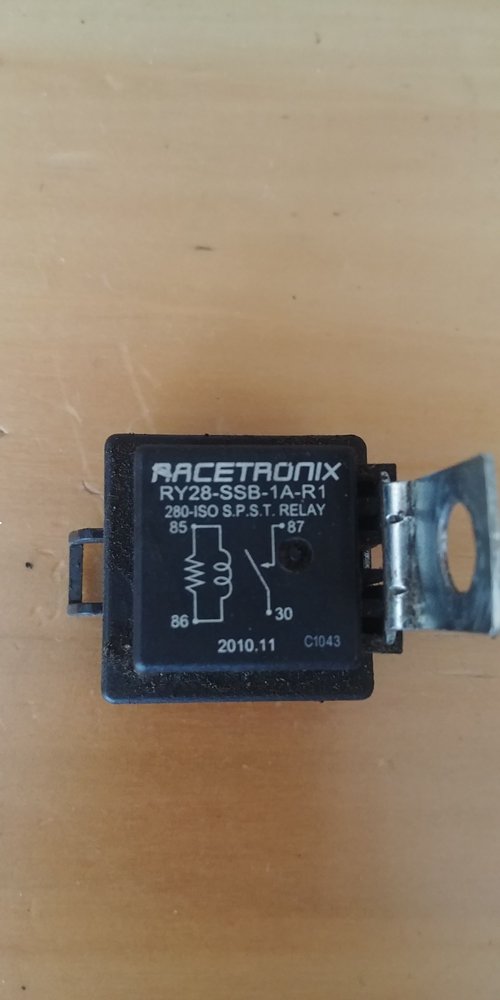 RACETRONIX
RY28-SSB-1A-R1
280-ISO S.P.S.T. RELAY
85 87
86 30
2010.11 C1043